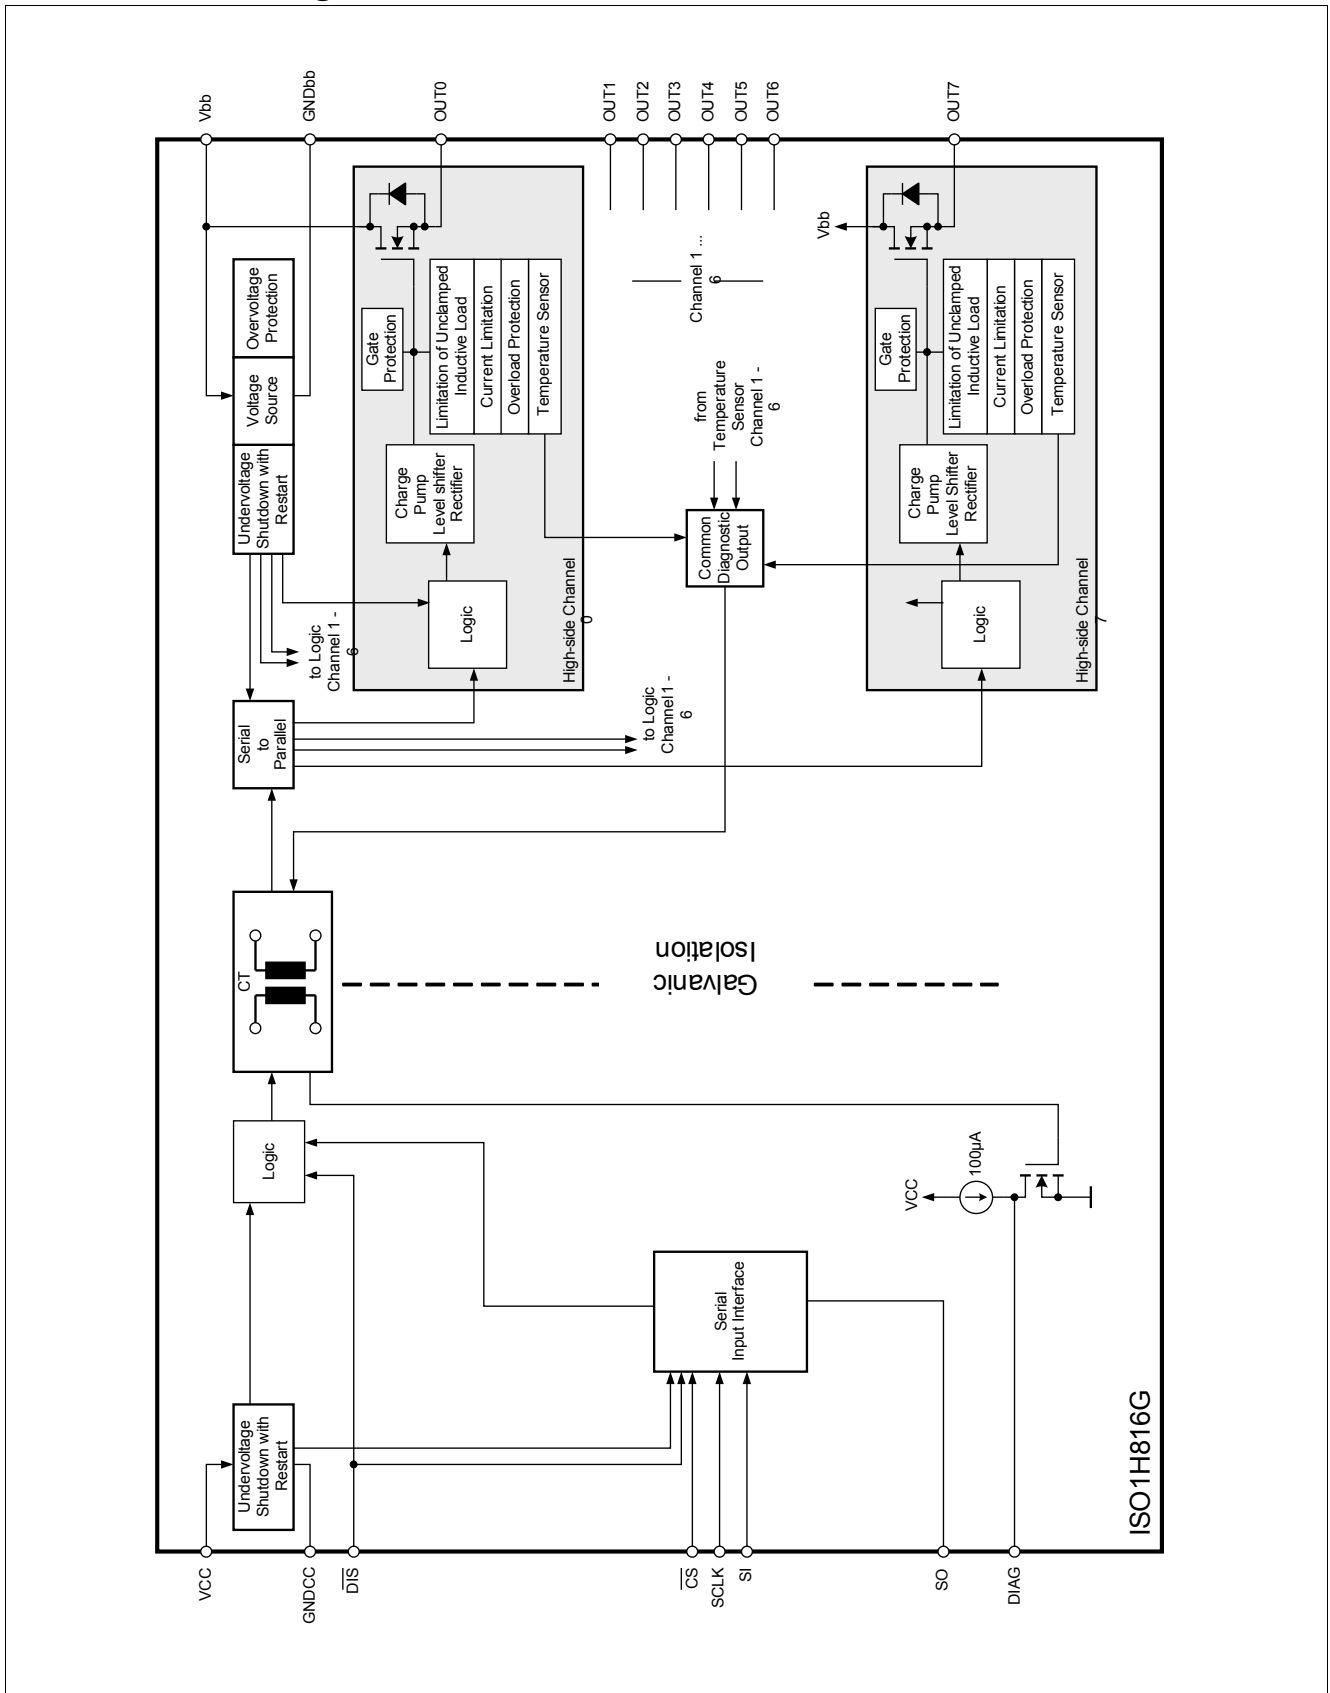 Vbb
GNDbb
OUT0
OUT1
OUT2
OUT3
OUT4
OUT5
OUT6
OUT7
Overvoltage
Protection
Voltage
Source
Undervoltage
Shutdown with
Restart
Gate
Protection
Limitation of Unclamped
Inductive Load
Current Limitation
Overload Protection
Temperature Sensor
Charge
Pump
Level shifter
Rectifier
Logic
High-side Channel
0
to Logic
Channel 1 -
6
Channel 1 ...
6
from
Temperature
Sensor
Channel 1 -
6
Common
Diagnostic
Output
Vbb
Gate
Protection
Limitation of Unclamped
Inductive Load
Current Limitation
Overload Protection
Temperature Sensor
Charge
Pump
Level Shifter
Rectifier
Logic
High-side Channel
7
Serial
to
Parallel
to Logic
Channel1 -
6
CT
Galvanic
Isolation
Logic
VCC
100µA
Serial
Input Interface
Undervoltage
Shutdown with
Restart
ISO1H816G
VCC
GNDCC
DIS
CS
SCLK
SI
SO
DIAG